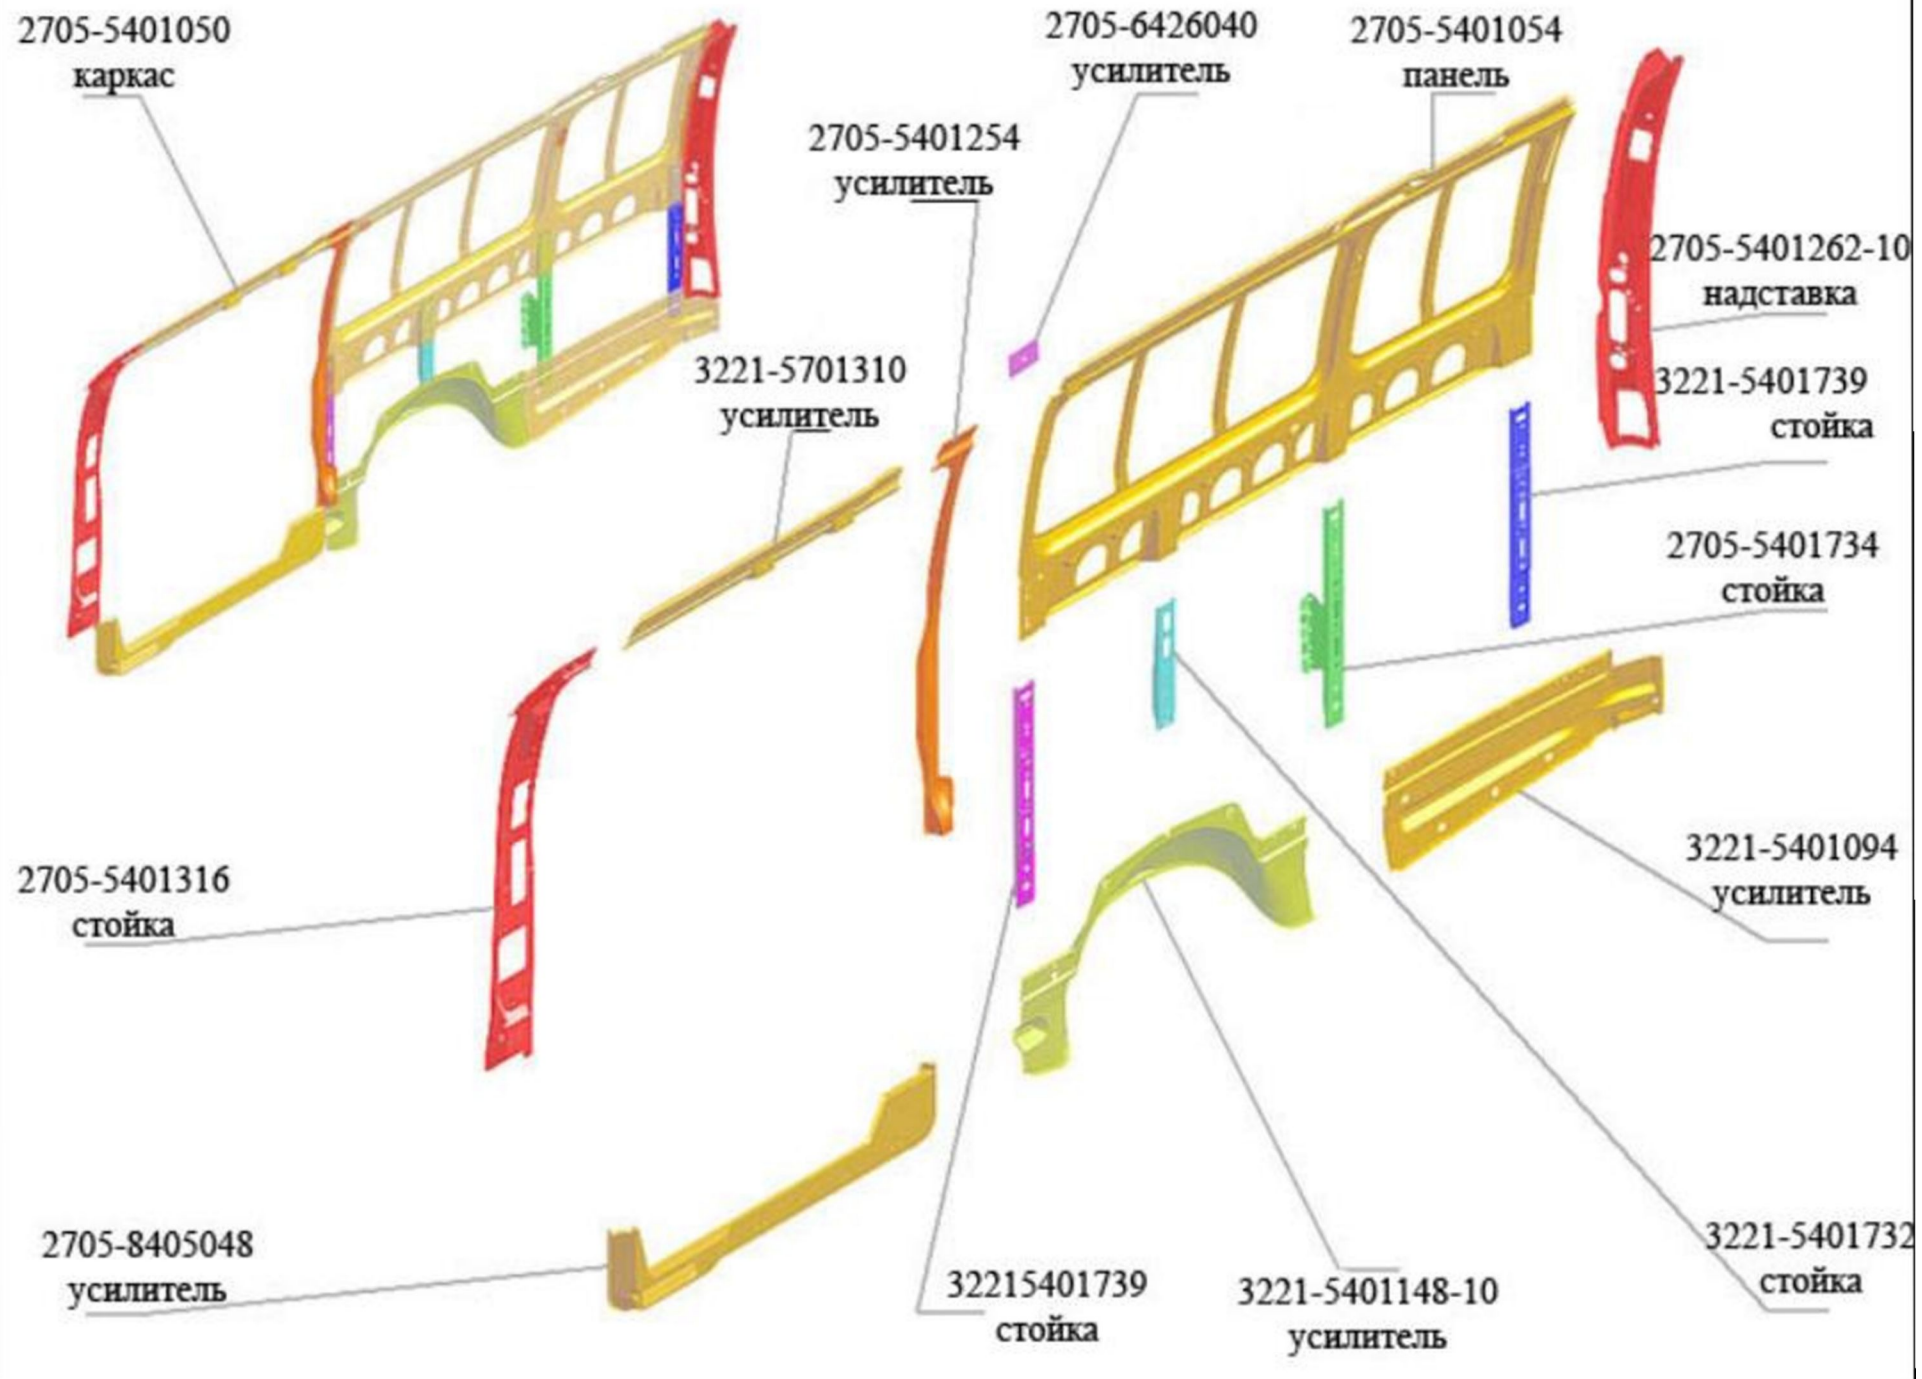 2705-5401050
каркас
2705-6426040
усилитель
2705-5401054
панель
2705-5401254
усилитель
2705-5401262-10
надставка
3221-5701310
усилитель
3221-5401739
стойка
2705-5401734
стойка
2705-5401316
стойка
3221-5401094
усилитель
2705-8405048
усилитель
32215401739
стойка
3221-5401148-10
усилитель
3221-5401732
стойка